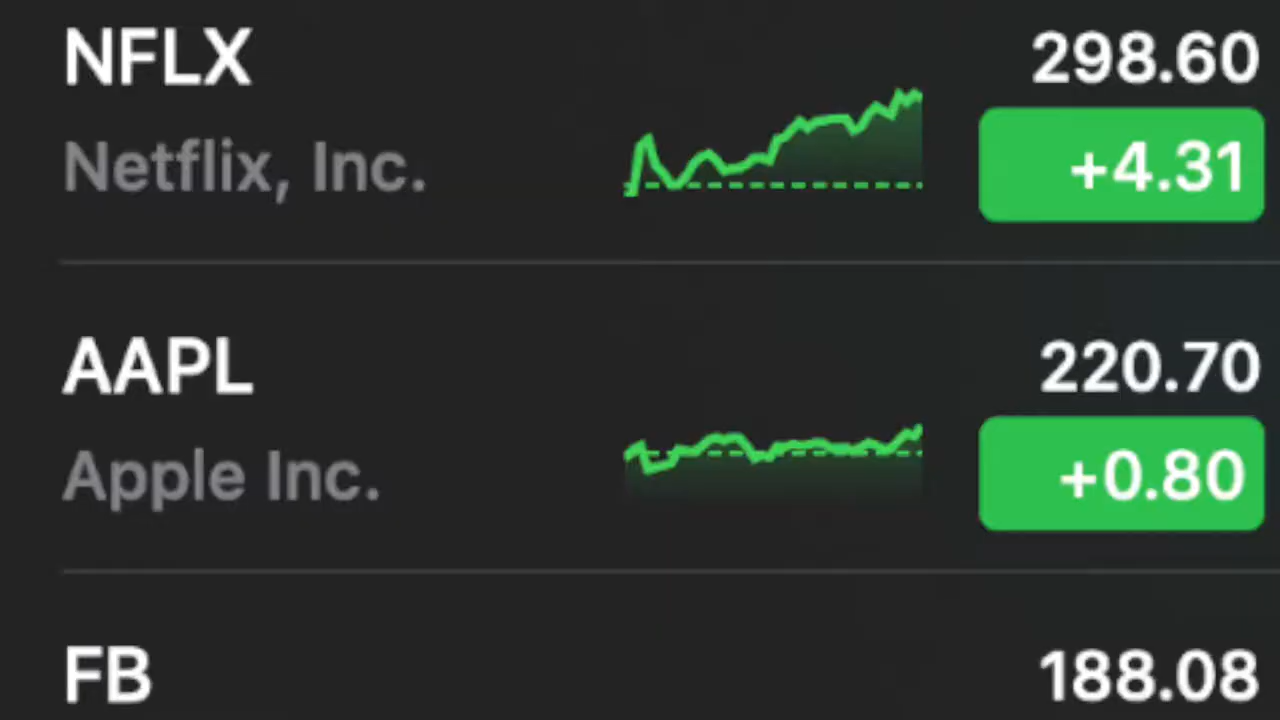 NFLX 298.60
Netflix, Inc. +4.31
AAPL 220.70
Apple Inc. +0.80
FB 188.08